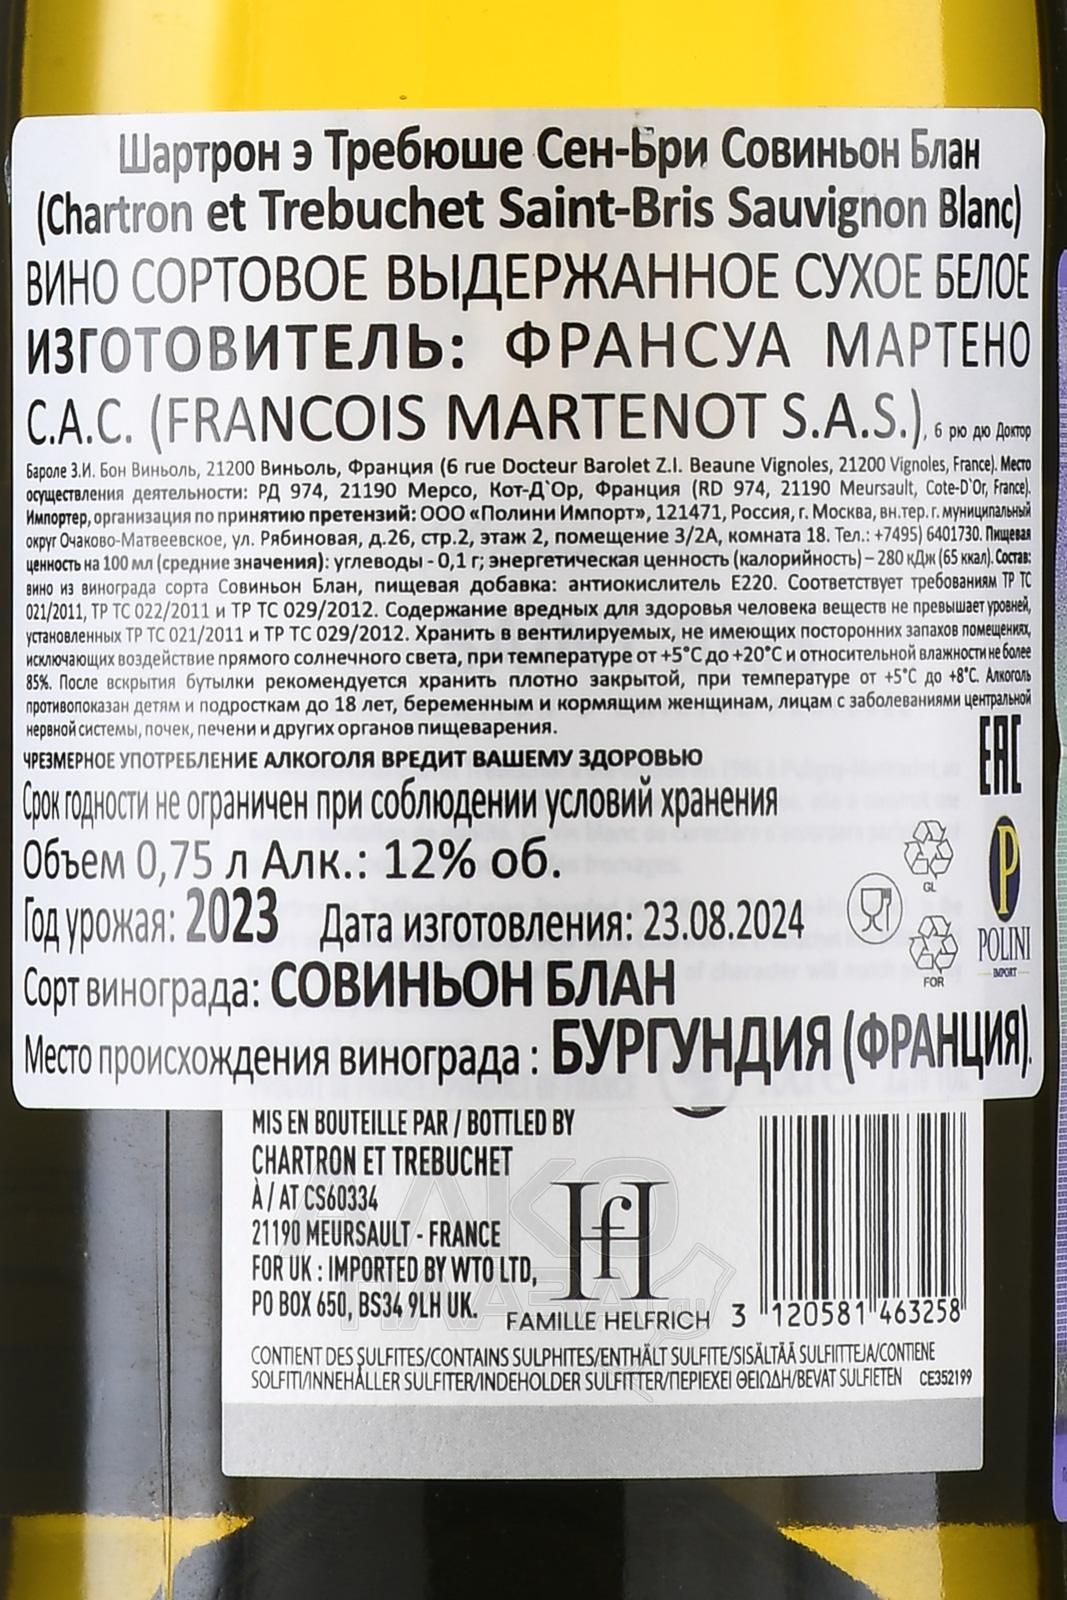 Шартрон э Требюше Сен-Бри Совиньон Блан
(Chartron et Trebuchet Saint-Bris Sauvignon Blanc)
ВИНО СОРТОВОЕ ВЫДЕРЖАННОЕ СУХОЕ БЕЛОЕ
ИЗГОТОВИТЕЛЬ: ФРАНСУА МАРТЕНО
С.А.С. (FRANCOIS MARTENOT S.A.S.), 6 рю дю Доктор
Бароле З.И. Бон Виньоль, 21200 Виньоль, Франция (6 rue Docteur Barolet Z.I. Beaune Vignoles, 21200 Vignoles, France). Место
осуществления деятельности: РД 974, 21190 Мерсо, Кот-Д`Ор, Франция (RD 974, 21190 Meursault, Cote-D`Or, France).
Импортер, организация по принятию претензий: ООО «Полини Импорт», 121471, Россия, г. Москва, вн.тер. г. муниципальный
округ Очаково-Матвеевское, ул. Рябиновая, д.26, стр.2, этаж 2, помещение 3/2А, комната 18. Тел.: +7495) 6401730. Пищевая
ценность на 100 мл (средние значения): углеводы - 0,1 г; энергетическая ценность (калорийность) – 280 кДж (65 ккал). Состав:
вино из винограда сорта Совиньон Блан, пищевая добавка: антиокислитель Е220. Соответствует требованиям ТР ТС
021/2011, ТР ТС 022/2011 и ТР ТС 029/2012. Содержание вредных для здоровья человека веществ не превышает уровней,
установленных ТР ТС 021/2011 и ТР ТС 029/2012. Хранить в вентилируемых, не имеющих посторонних запахов помещениях,
исключающих воздействие прямого солнечного света, при температуре от +5°С до +20°С и относительной влажности не более
85%. После вскрытия бутылки рекомендуется хранить плотно закрытой, при температуре от +5°С до +8°С. Алкоголь
противопоказан детям и подросткам до 18 лет, беременным и кормящим женщинам, лицам с заболеваниями центральной
нервной системы, почек, печени и других органов пищеварения.
ЧРЕЗМЕРНОЕ УПОТРЕБЛЕНИЕ АЛКОГОЛЯ ВРЕДИТ ВАШЕМУ ЗДОРОВЬЮ
EAC
Срок годности не ограничен при соблюдении условий хранения
Объем 0,75 л Алк.: 12% об.
GL
P
Год урожая: 2023 Дата изготовления: 23.08.2024
POLINI
IMPORT
FOR
Сорт винограда: СОВИНЬОН БЛАН
Место происхождения винограда : БУРГУНДИЯ (ФРАНЦИЯ).
MIS EN BOUTEILLE PAR / BOTTLED BY
CHARTRON ET TREBUCHET
À / AT CS60334
21190 MEURSAULT - FRANCE
FOR UK : IMPORTED BY WTO LTD,
PO BOX 650, BS34 9LH UK.
HfH
FAMILLE HELFRICH
3 120581 463258
CONTIENT DES SULFITES/CONTAINS SULPHITES/ENTHÄLT SULFITE/SISÄLTÄÄ SULFIITTEJA/CONTIENE
SOLFITI/INNEHÅLLER SULFITER/INDEHOLDER SULFITTER/ΠΕΡΙΕΧΕΙ ΘΕΙΩΔΗ/BEVAT SULFIETEN CE352199
АЛКО
ПЛАЗА.ru